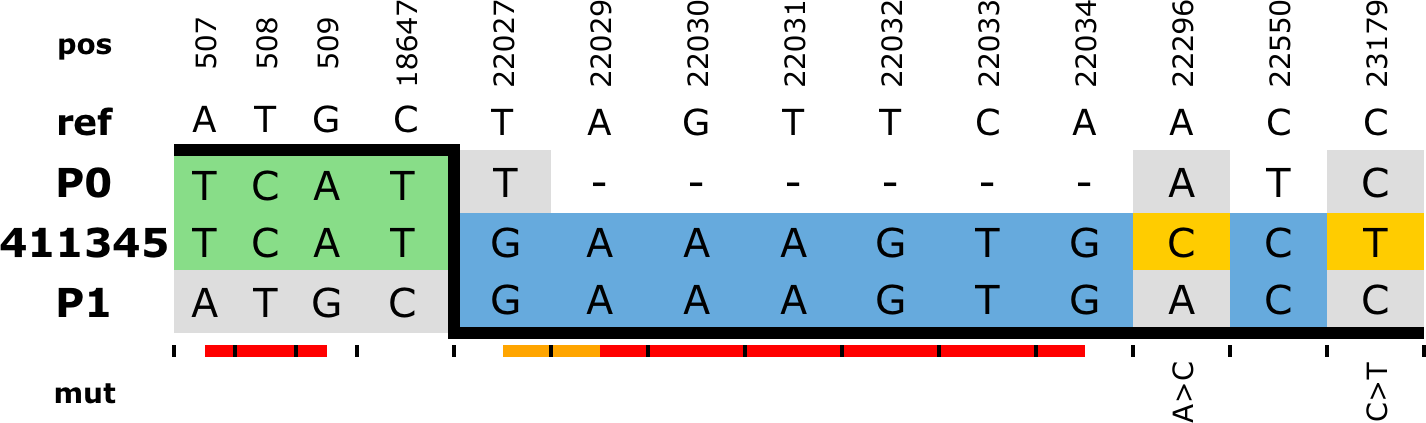 pos 507 508 509 18647 22027 22029 22030 22031 22032 22033 22034 22296 22550 23179
ref A T G C T A G T T C A A C C
P0 T C A T T - - - - - - A T C
411345 T C A T G A A A G T G C C T
P1 A T G C G A A A G T G A C C
mut A>C C>T